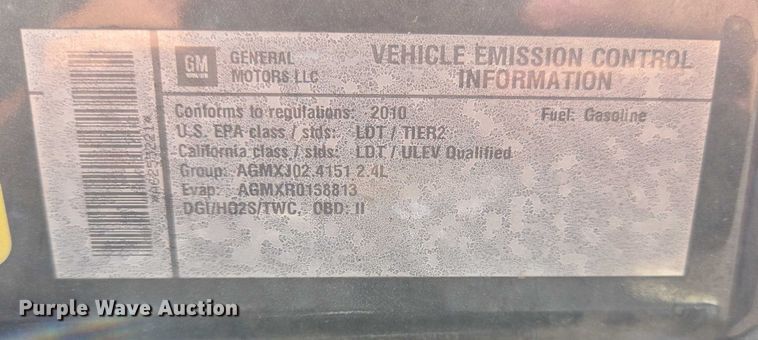 GM
GENERAL MOTORS LLC
VEHICLE EMISSION CONTROL
INFORMATION
Conforms to regulations: 2010 Fuel: Gasoline
U.S. EPA class / stds: LDT / TIER2
California class / stds: LDT / ULEV Qualified
Group: AGMXJ02.4151 2.4L
Evap: AGMXR0158813
DGI/HO2S/TWC, OBD: II
Purple Wave Auction